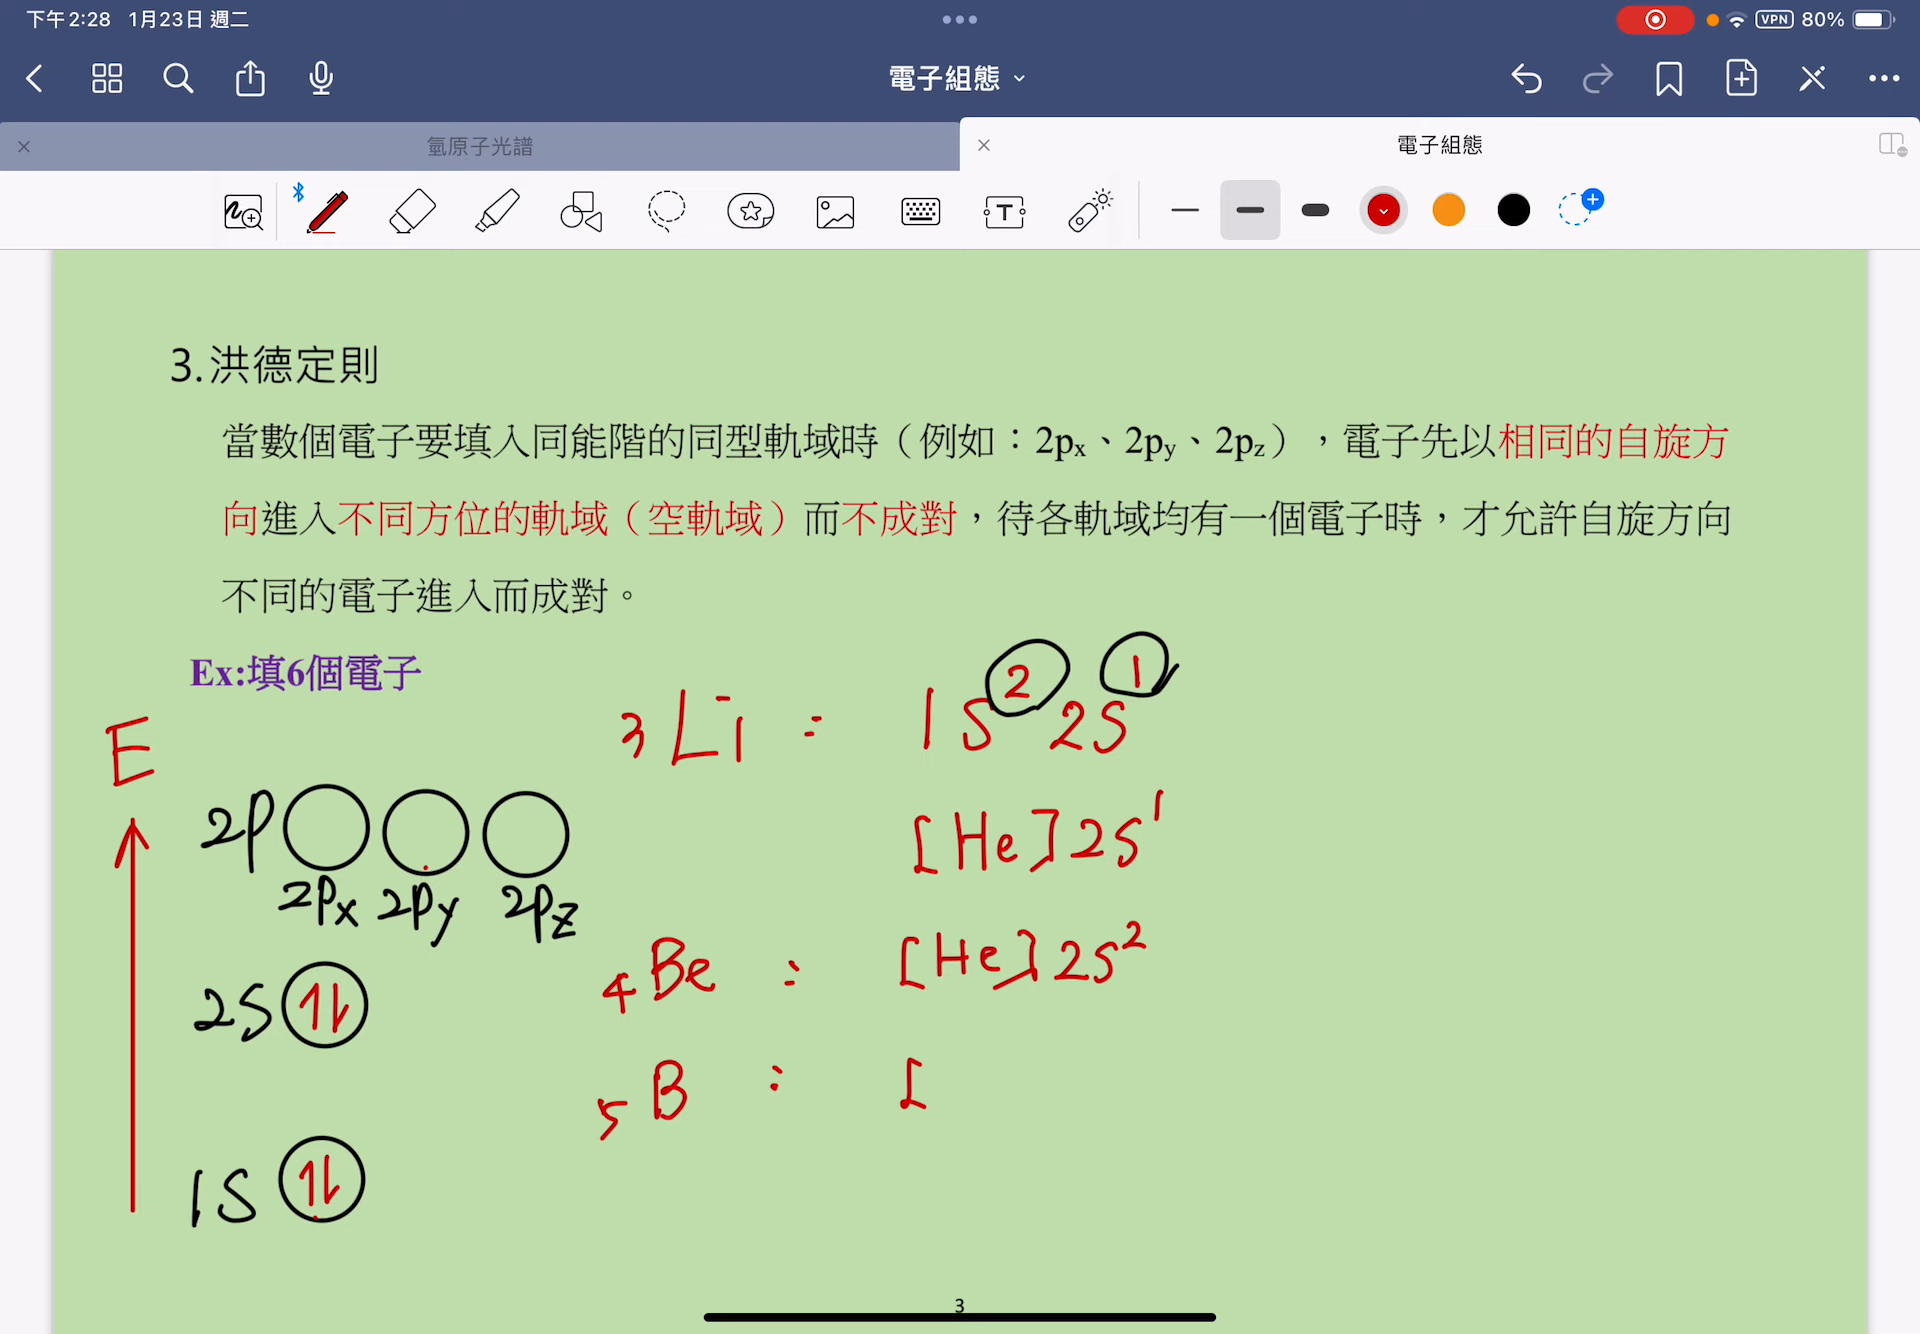 下午2:28 1月23日 週二
VPN 80%
電子組態
氫原子光譜
電子組態
3.洪德定則
當數個電子要填入同能階的同型軌域時（例如：2px、2py、2pz），電子先以相同的自旋方
向進入不同方位的軌域（空軌域）而不成對，待各軌域均有一個電子時，才允許自旋方向
不同的電子進入而成對。
Ex:填6個電子
E
3Li : 1s² 2s¹
[He]2s¹
2p
2px 2py 2pz
4Be : [He]2s²
2s ↿⇂
5B : [
1s ↿⇂
3